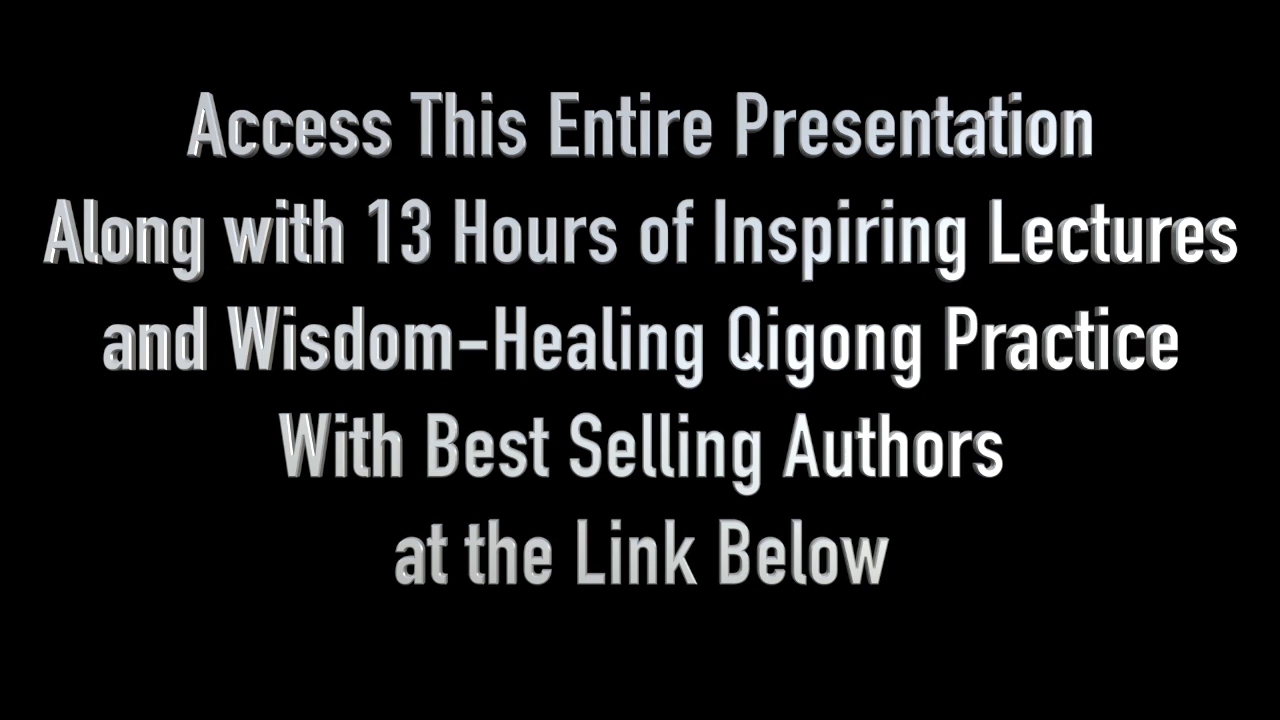 Access This Entire Presentation
Along with 13 Hours of Inspiring Lectures
and Wisdom-Healing Qigong Practice
With Best Selling Authors
at the Link Below